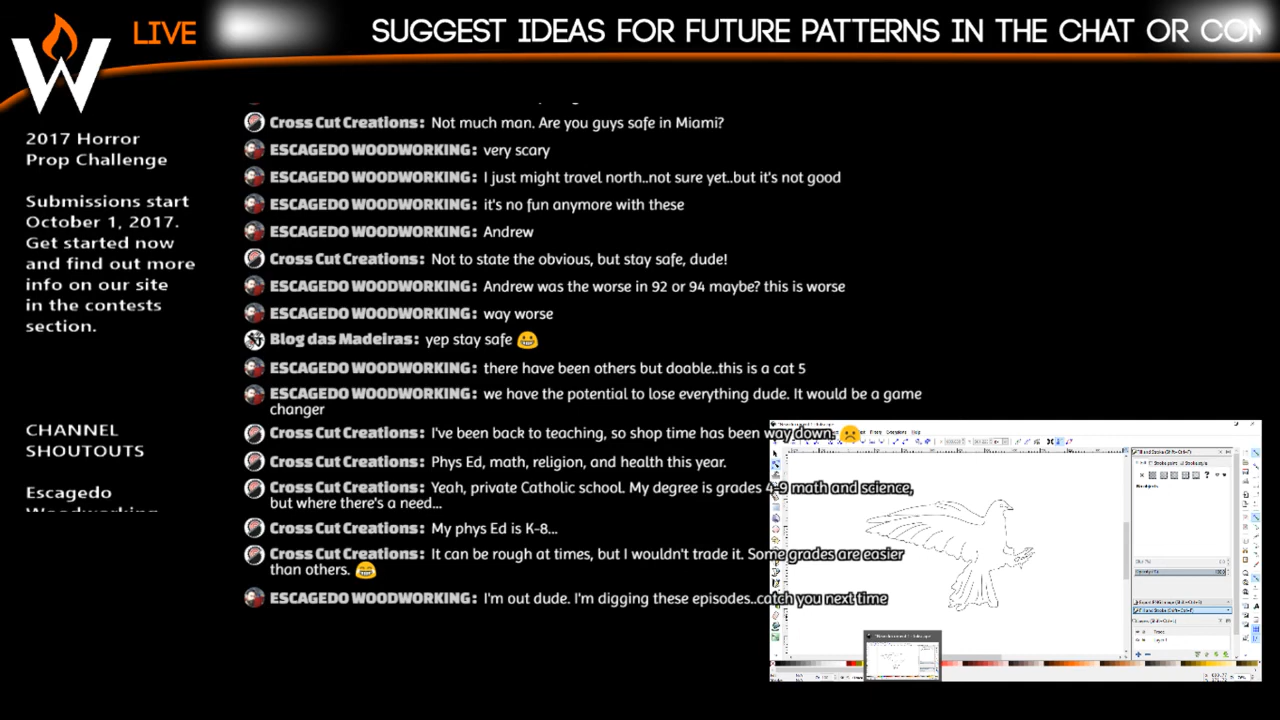 W LIVE SUGGEST IDEAS FOR FUTURE PATTERNS IN THE CHAT OR CON
2017 Horror
Prop Challenge
Submissions start
October 1, 2017.
Get started now
and find out more
info on our site
in the contests
section.
CHANNEL
SHOUTOUTS
Escagedo
Woodworking
Cross Cut Creations: Not much man. Are you guys safe in Miami?
ESCAGEDO WOODWORKING: very scary
ESCAGEDO WOODWORKING: I just might travel north..not sure yet..but it's not good
ESCAGEDO WOODWORKING: it's no fun anymore with these
ESCAGEDO WOODWORKING: Andrew
Cross Cut Creations: Not to state the obvious, but stay safe, dude!
ESCAGEDO WOODWORKING: Andrew was the worse in 92 or 94 maybe? this is worse
ESCAGEDO WOODWORKING: way worse
Blog das Madeiras: yep stay safe 😀
ESCAGEDO WOODWORKING: there have been others but doable..this is a cat 5
ESCAGEDO WOODWORKING: we have the potential to lose everything dude. It would be a game
changer
Cross Cut Creations: I've been back to teaching, so shop time has been way down. ☹️
Cross Cut Creations: Phys Ed, math, religion, and health this year.
Cross Cut Creations: Yeah, private Catholic school. My degree is grades 4-9 math and science,
but where there's a need...
Cross Cut Creations: My phys Ed is K-8...
Cross Cut Creations: It can be rough at times, but I wouldn't trade it. Some grades are easier
than others. 😁
ESCAGEDO WOODWORKING: I'm out dude. I'm digging these episodes..catch you next time